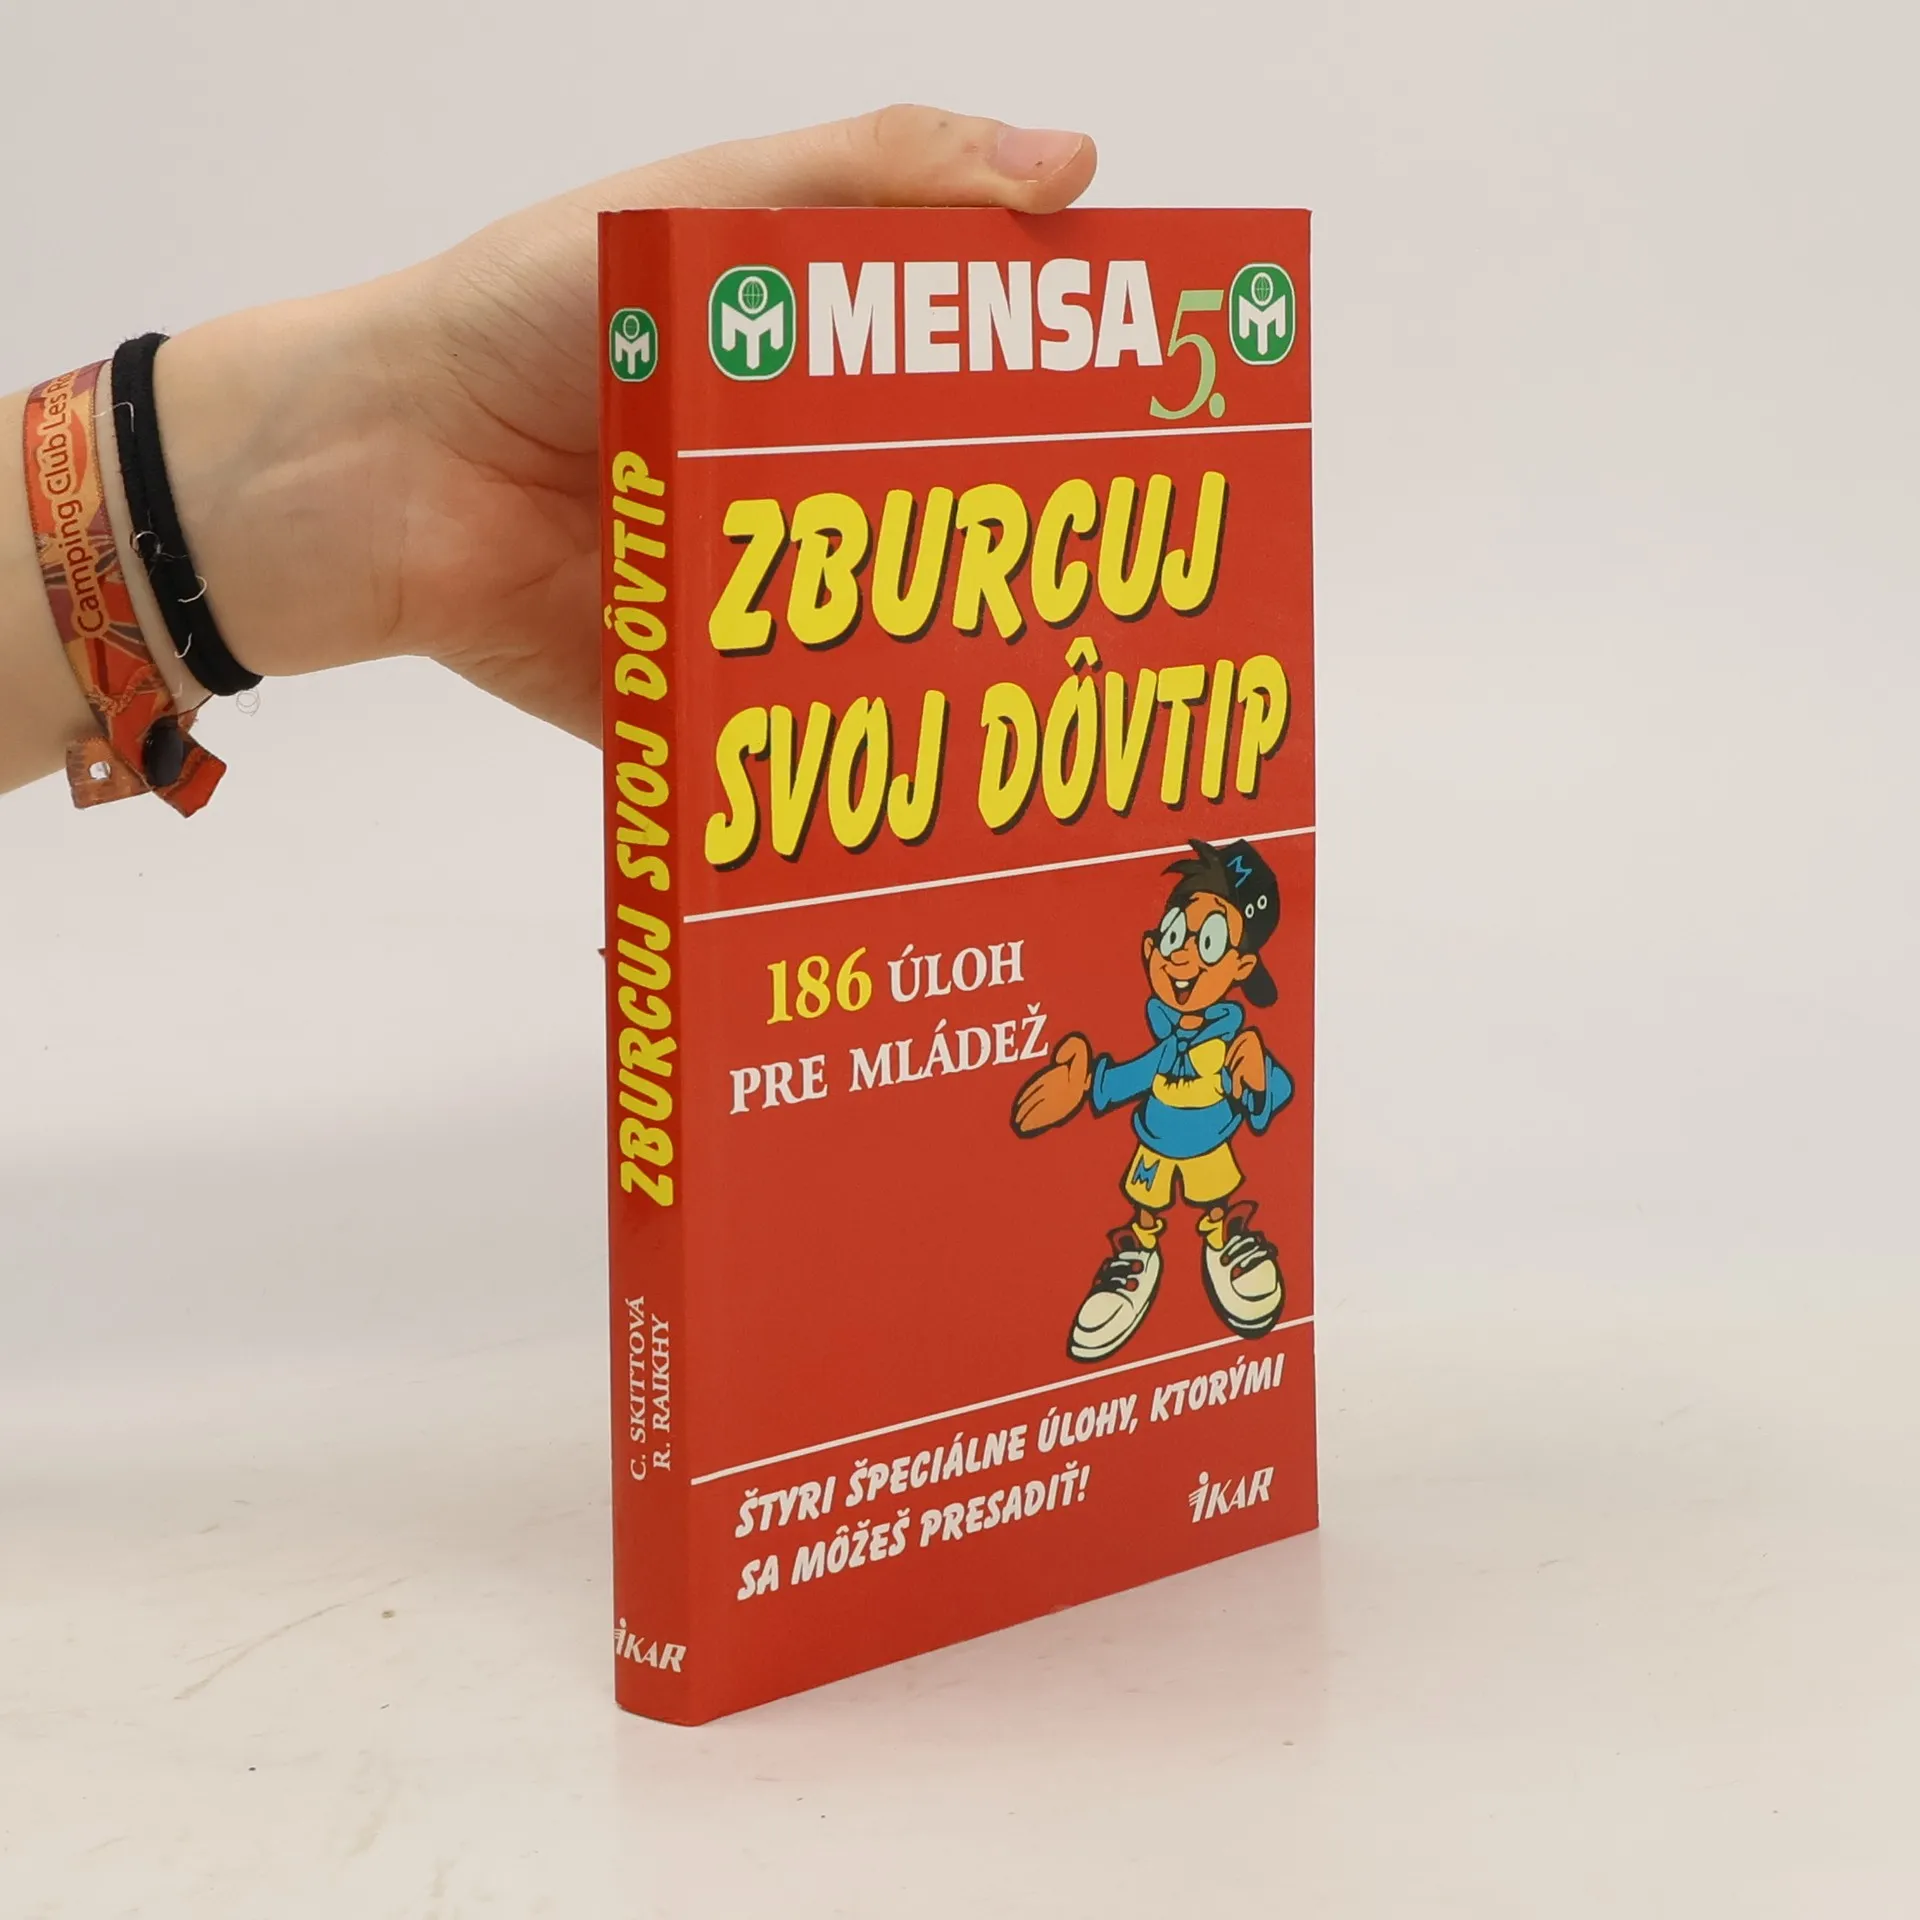 MENSA 5.
ZBURCUJ
SVOJ DÔVTIP
186 ÚLOH
PRE MLÁDEŽ
ŠTYRI ŠPECIÁLNE ÚLOHY, KTORÝMI
SA MÔŽEŠ PRESADIŤ!
IKAR
ZBURCUJ SVOJ DÔVTIP
C. SKITTOVÁ
R. RAIKHY
IKAR
Camping Club Les